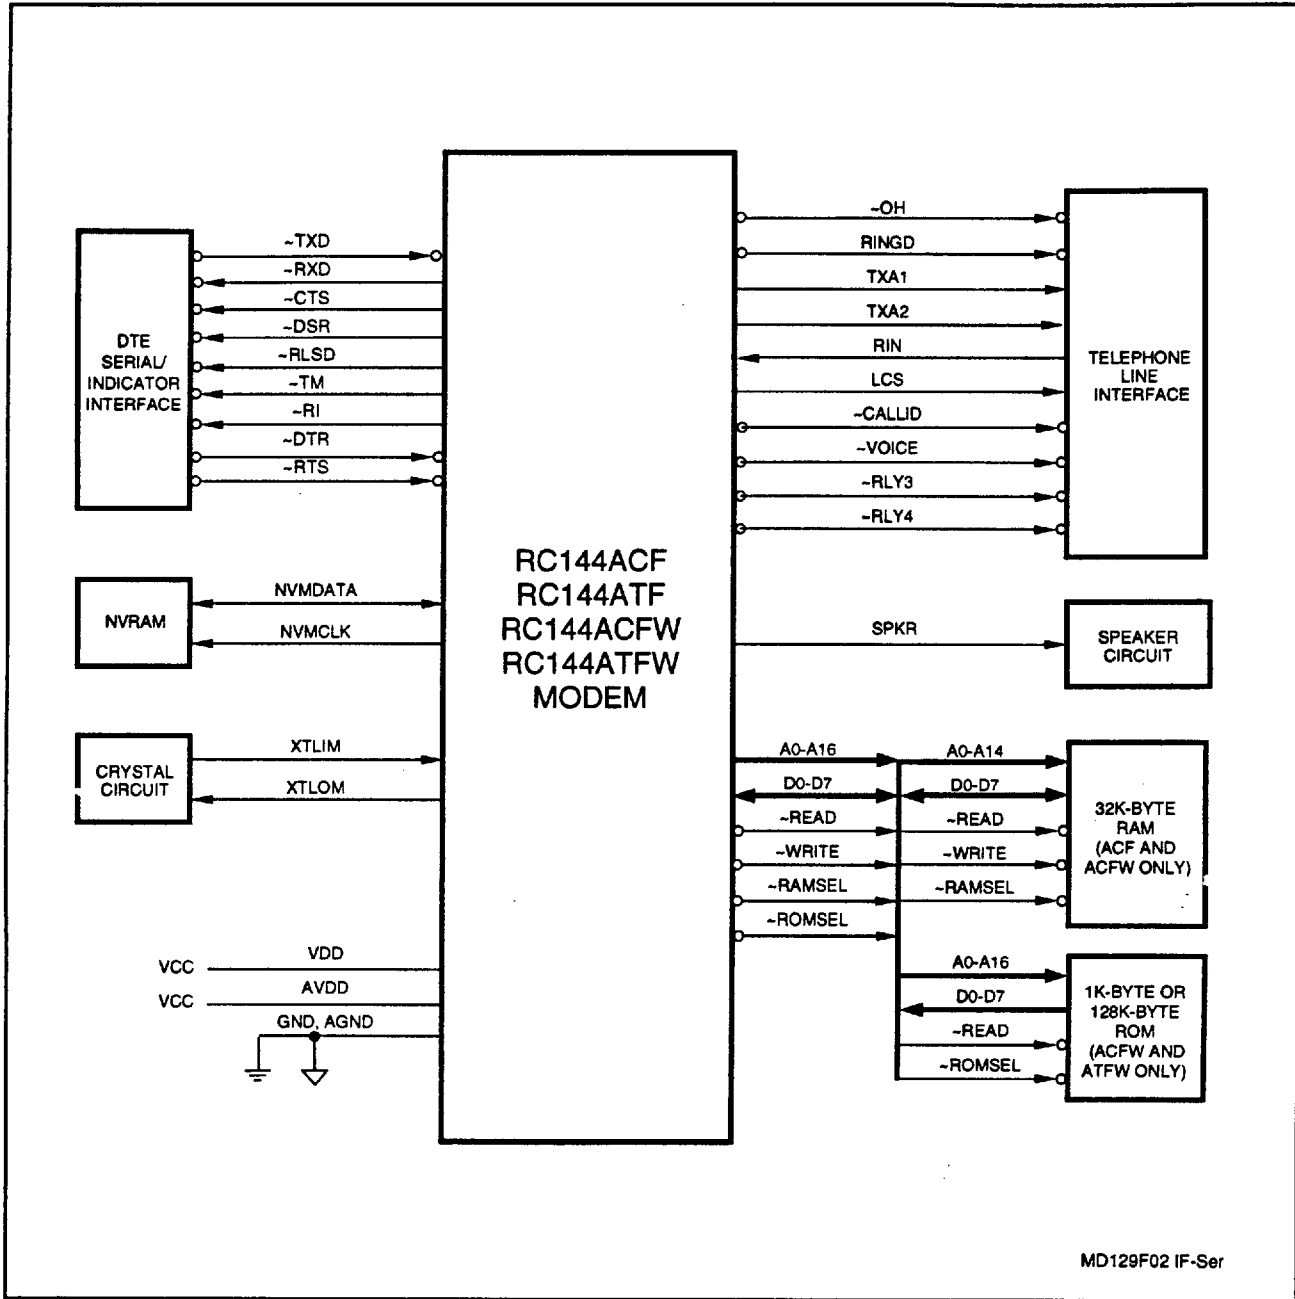 ~TXD
~RXD
~CTS
~DSR
~RLSD
~TM
~RI
~DTR
~RTS
DTE
SERIAL/
INDICATOR
INTERFACE
NVRAM
NVMDATA
NVMCLK
CRYSTAL
CIRCUIT
XTLIM
XTLOM
VCC
VDD
VCC
AVDD
GND, AGND
RC144ACF
RC144ATF
RC144ACFW
RC144ATFW
MODEM
~OH
RINGD
TXA1
TXA2
RIN
LCS
~CALLID
~VOICE
~RLY3
~RLY4
TELEPHONE
LINE
INTERFACE
SPKR
SPEAKER
CIRCUIT
A0-A16
D0-D7
~READ
~WRITE
~RAMSEL
~ROMSEL
A0-A14
D0-D7
~READ
~WRITE
~RAMSEL
32K-BYTE
RAM
(ACF AND
ACFW ONLY)
A0-A16
D0-D7
~READ
~ROMSEL
1K-BYTE OR
128K-BYTE
ROM
(ACFW AND
ATFW ONLY)
MD129F02 IF-Ser